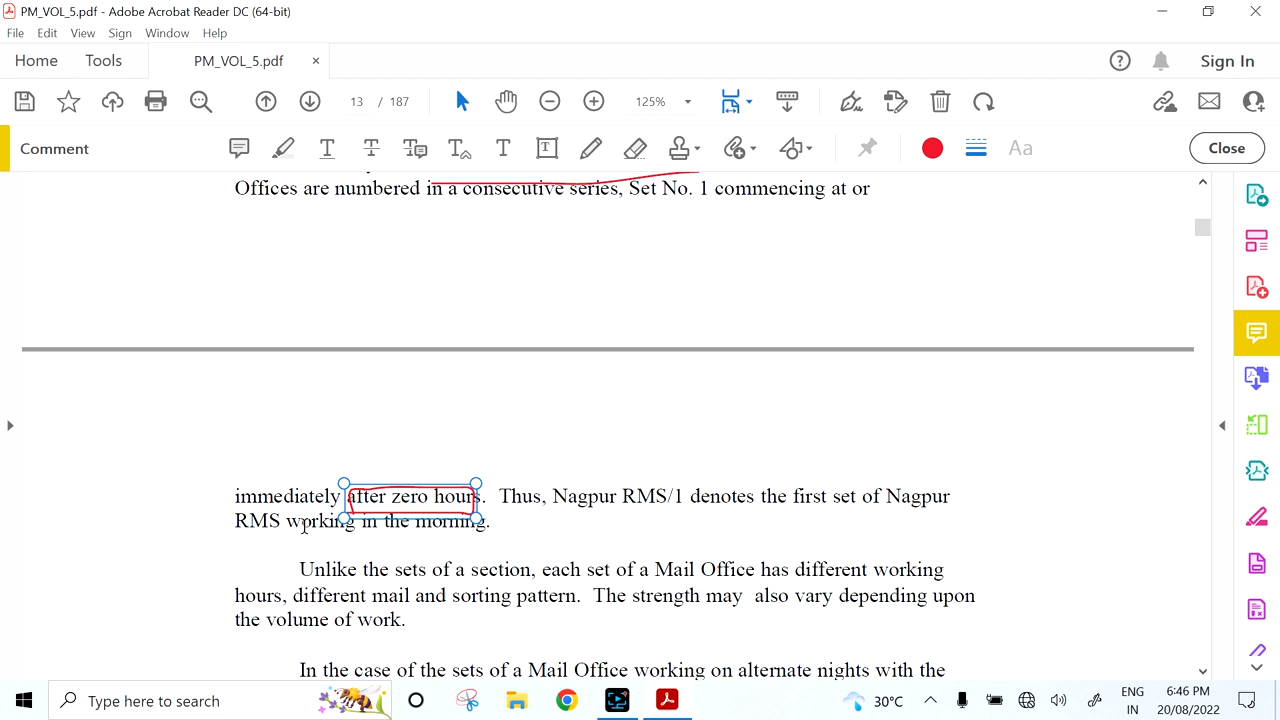 PM_VOL_5.pdf - Adobe Acrobat Reader DC (64-bit)
File Edit View Sign Window Help
Home Tools PM_VOL_5.pdf × Sign In
13 / 187 125%
Comment Aa Close
Offices are numbered in a consecutive series, Set No. 1 commencing at or
immediately after zero hours. Thus, Nagpur RMS/1 denotes the first set of Nagpur
RMS working in the morning.
Unlike the sets of a section, each set of a Mail Office has different working
hours, different mail and sorting pattern. The strength may also vary depending upon
the volume of work.
In the case of the sets of a Mail Office working on alternate nights with the
Type here to search 30°C ENG IN 6:46 PM 20/08/2022